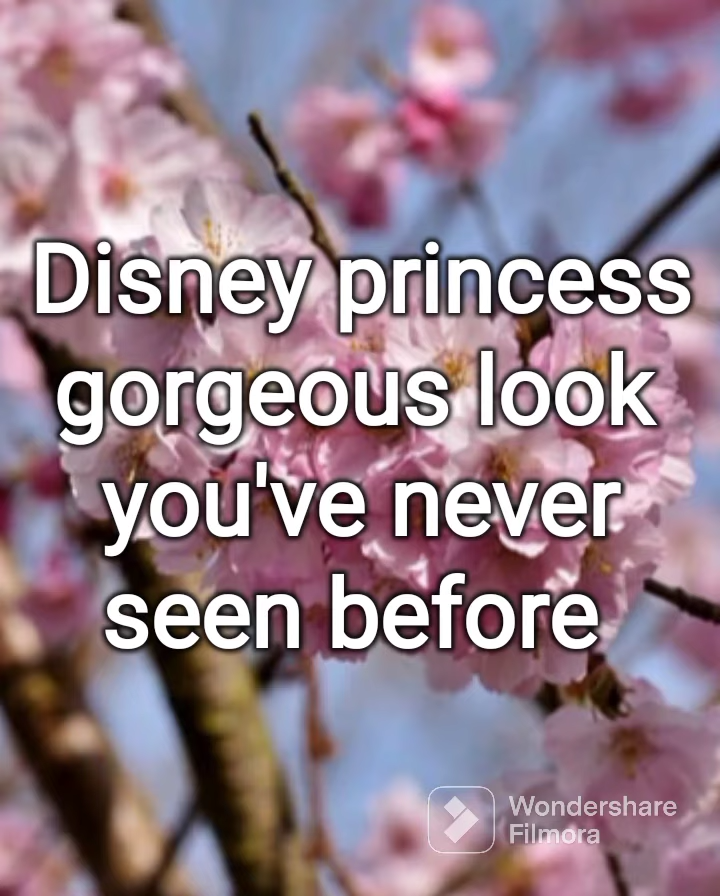 Disney princess
gorgeous look
you've never
seen before
Wondershare
Filmora